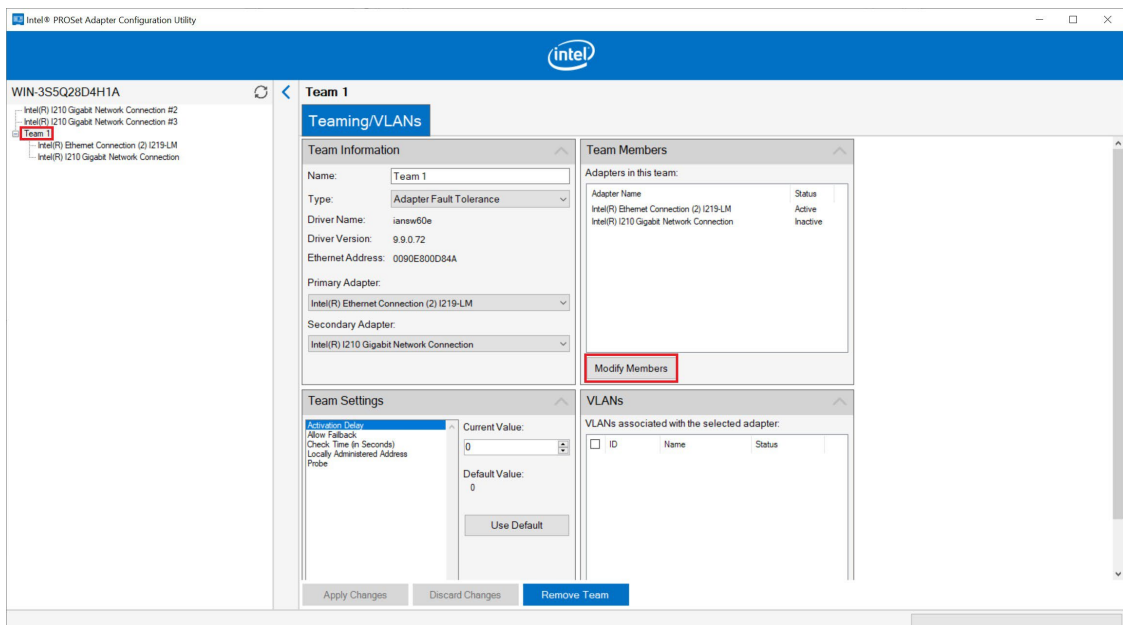 Intel® PROSet Adapter Configuration Utility
intel
WIN-3S5Q28D4H1A
Intel(R) I210 Gigabit Network Connection #2
Intel(R) I210 Gigabit Network Connection #3
Team 1
Intel(R) Ethernet Connection (2) I219-LM
Intel(R) I210 Gigabit Network Connection
Team 1
Teaming/VLANs
Team Information
Name: Team 1
Type: Adapter Fault Tolerance
Driver Name: iansw60e
Driver Version: 9.9.0.72
Ethernet Address: 0090E800D84A
Primary Adapter:
Intel(R) Ethernet Connection (2) I219-LM
Secondary Adapter:
Intel(R) I210 Gigabit Network Connection
Team Members
Adapters in this team:
Adapter Name Status
Intel(R) Ethernet Connection (2) I219-LM Active
Intel(R) I210 Gigabit Network Connection Inactive
Modify Members
Team Settings
Activation Delay
Allow Failback
Check Time (in Seconds)
Locally Administered Address
Probe
Current Value:
0
Default Value:
0
Use Default
VLANs
VLANs associated with the selected adapter:
ID Name Status
Apply Changes Discard Changes Remove Team